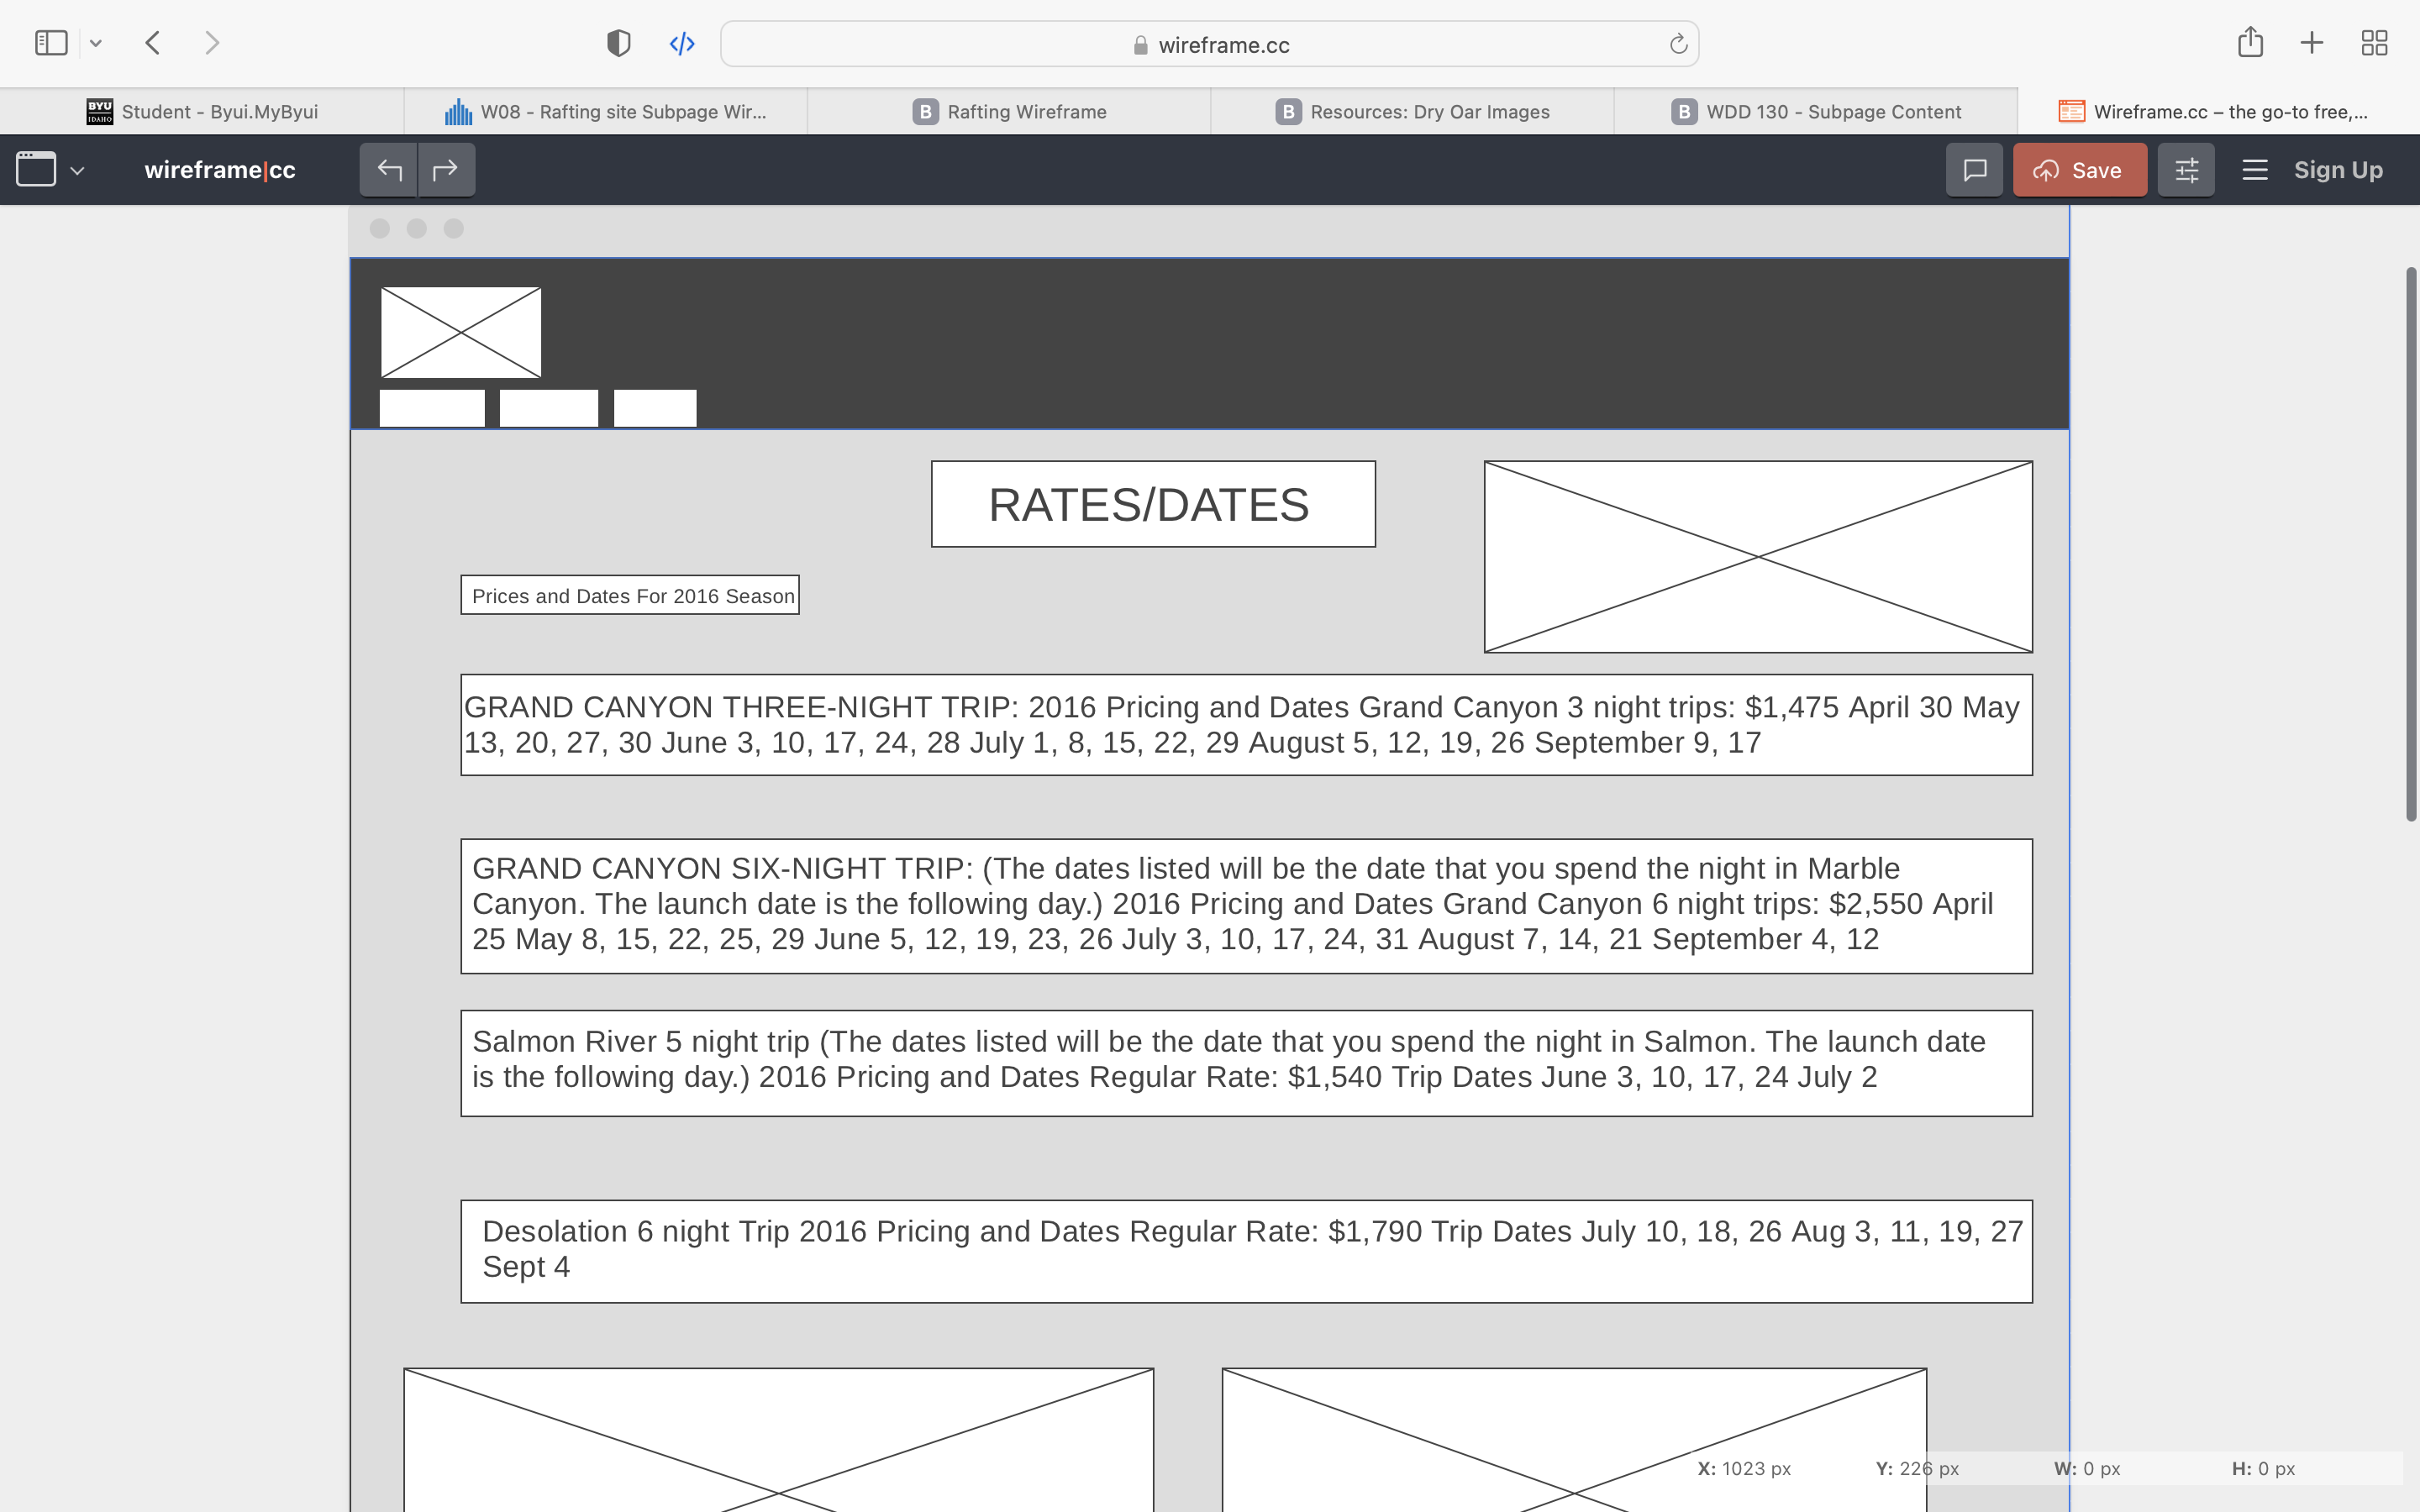 wireframe.cc
BYU IDAHO Student - Byui.MyByui
W08 - Rafting site Subpage Wir...
B Rafting Wireframe
B Resources: Dry Oar Images
B WDD 130 - Subpage Content
Wireframe.cc – the go-to free,...
wireframe|cc
Save
Sign Up
RATES/DATES
Prices and Dates For 2016 Season
GRAND CANYON THREE-NIGHT TRIP: 2016 Pricing and Dates Grand Canyon 3 night trips: $1,475 April 30 May
13, 20, 27, 30 June 3, 10, 17, 24, 28 July 1, 8, 15, 22, 29 August 5, 12, 19, 26 September 9, 17
GRAND CANYON SIX-NIGHT TRIP: (The dates listed will be the date that you spend the night in Marble
Canyon. The launch date is the following day.) 2016 Pricing and Dates Grand Canyon 6 night trips: $2,550 April
25 May 8, 15, 22, 25, 29 June 5, 12, 19, 23, 26 July 3, 10, 17, 24, 31 August 7, 14, 21 September 4, 12
Salmon River 5 night trip (The dates listed will be the date that you spend the night in Salmon. The launch date
is the following day.) 2016 Pricing and Dates Regular Rate: $1,540 Trip Dates June 3, 10, 17, 24 July 2
Desolation 6 night Trip 2016 Pricing and Dates Regular Rate: $1,790 Trip Dates July 10, 18, 26 Aug 3, 11, 19, 27
Sept 4
X: 1023 px Y: 226 px W: 0 px H: 0 px